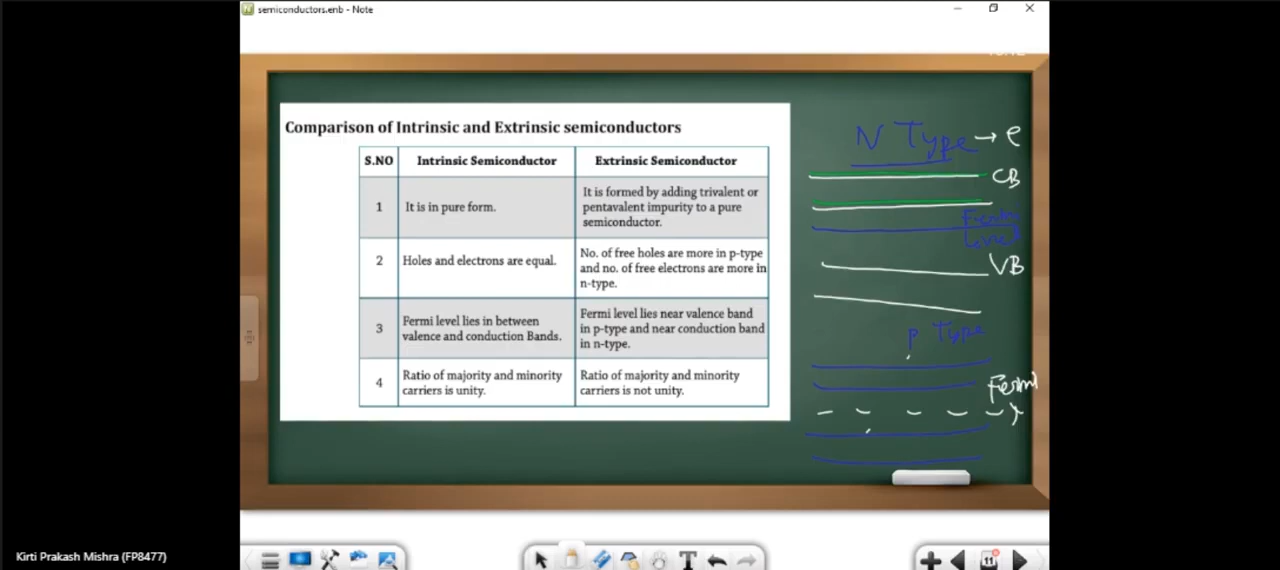 semiconductors.enb - Note
Comparison of Intrinsic and Extrinsic semiconductors
S.NO Intrinsic Semiconductor Extrinsic Semiconductor
1 It is in pure form. It is formed by adding trivalent or
pentavalent impurity to a pure
semiconductor.
2 Holes and electrons are equal. No. of free holes are more in p-type
and no. of free electrons are more in
n-type.
3 Fermi level lies in between
valence and conduction Bands. Fermi level lies near valence band
in p-type and near conduction band
in n-type.
4 Ratio of majority and minority
carriers is unity. Ratio of majority and minority
carriers is not unity.
N Type → e
CB
Fermi
level
VB
P Type
Fermi
Kirti Prakash Mishra (FP8477)
T
11